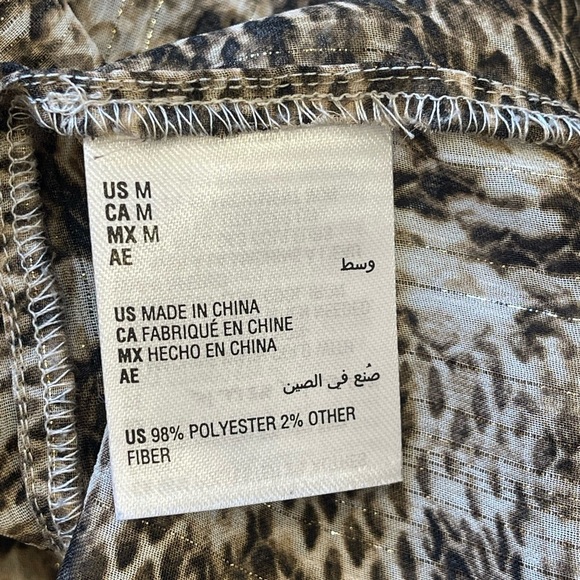 US M
CA M
MX M
AE
وسط
US MADE IN CHINA
CA FABRIQUÉ EN CHINE
MX HECHO EN CHINA
AE
صُنع في الصين
US 98% POLYESTER 2% OTHER
FIBER